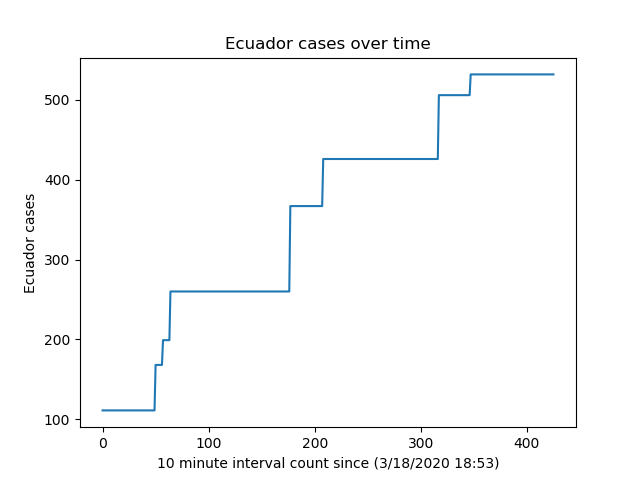 Ecuador cases over time
500
400
300
200
100
Ecuador cases
0 100 200 300 400
10 minute interval count since (3/18/2020 18:53)